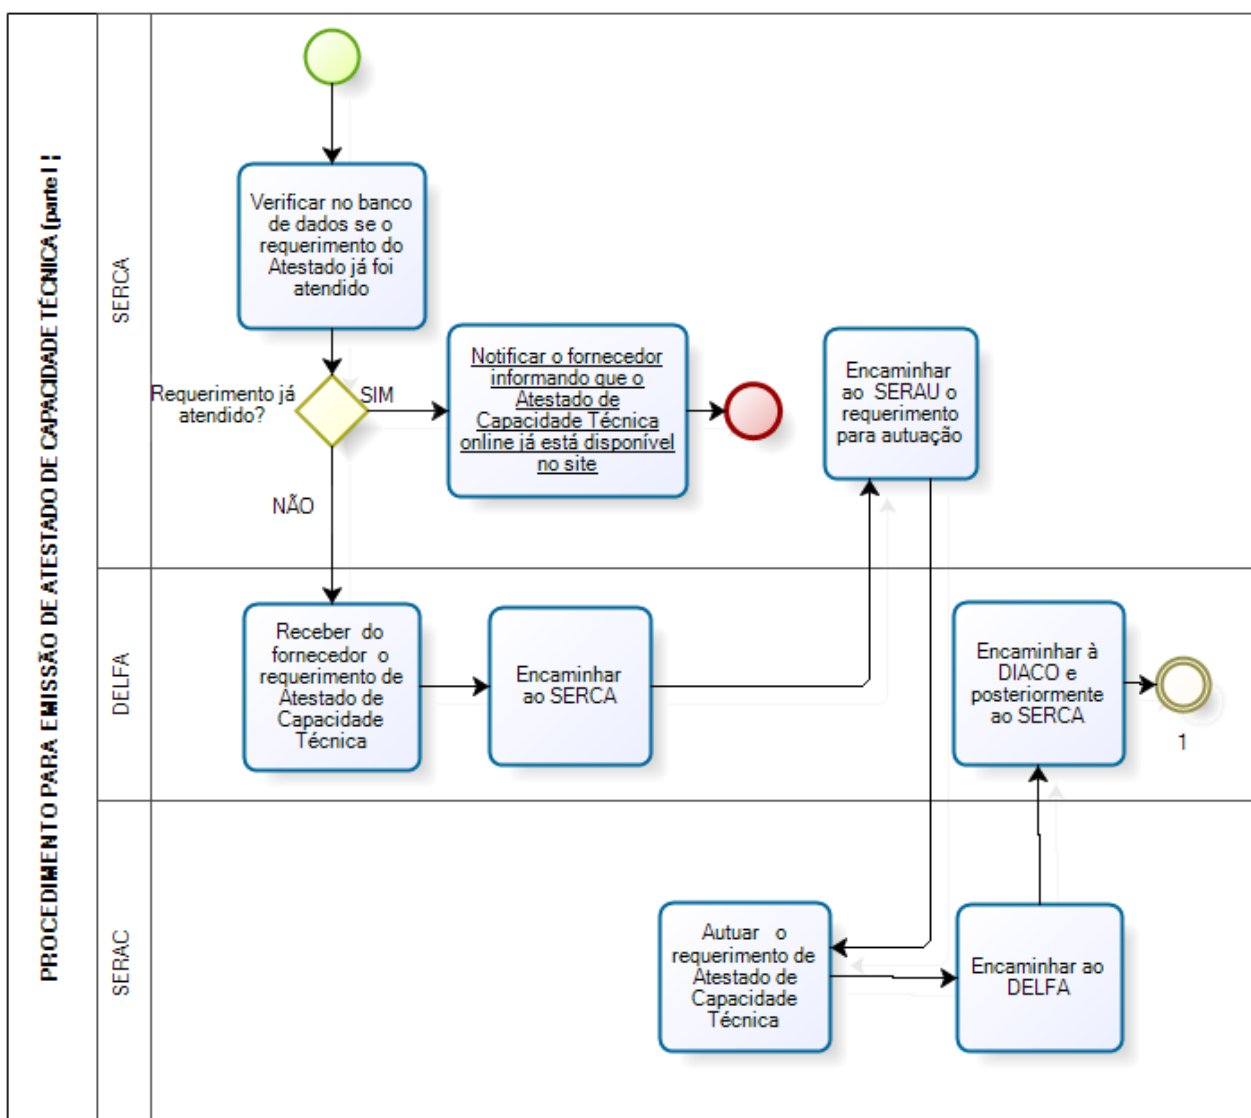 PROCEDIMENTO PARA EMISSÃO DE ATESTADO DE CAPACIDADE TÉCNICA (parte I )
SERCA
Verificar no banco
de dados se o
requerimento do
Atestado já foi
atendido
Requerimento já
atendido?
SIM
NÃO
Notificar o fornecedor
informando que o
Atestado de
Capacidade Técnica
online já está disponível
no site
Encaminhar
ao SERAU o
requerimento
para autuação
DELFA
Receber do
fornecedor o
requerimento de
Atestado de
Capacidade
Técnica
Encaminhar
ao SERCA
Encaminhar à
DIACO e
posteriormente
ao SERCA
1
SERAC
Autuar o
requerimento de
Atestado de
Capacidade
Técnica
Encaminhar ao
DELFA